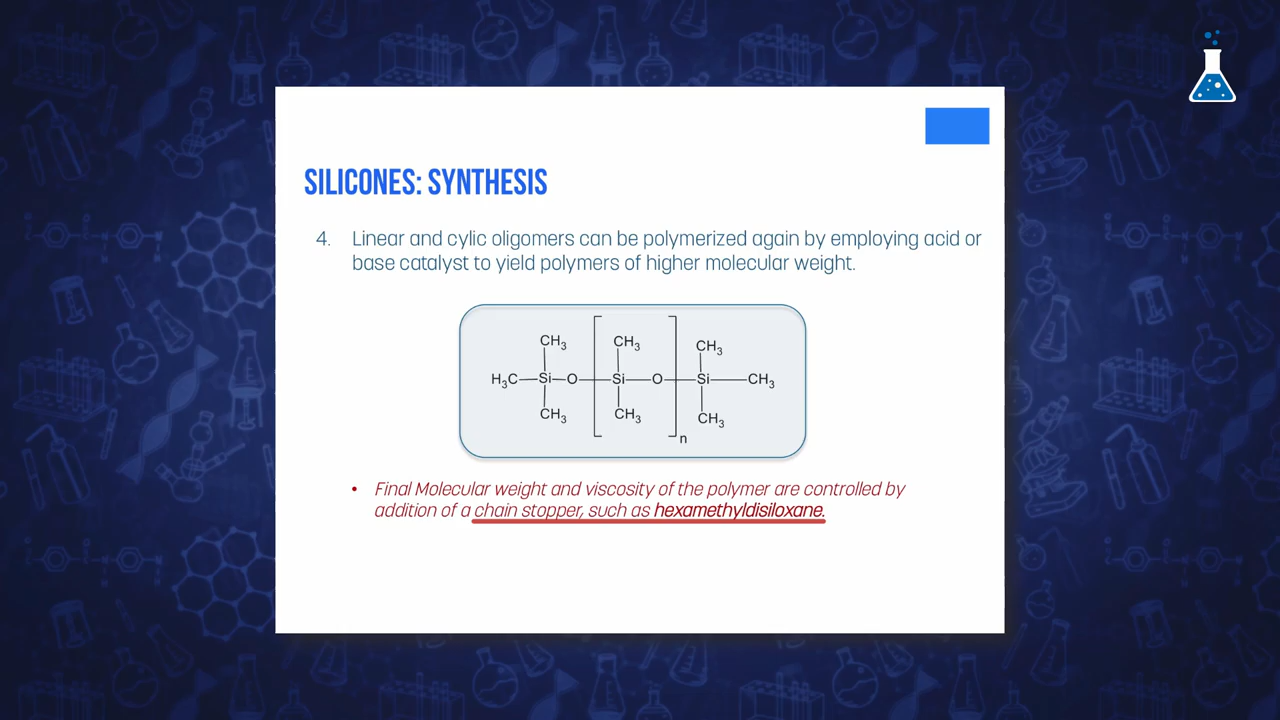 SILICONES: SYNTHESIS
4. Linear and cylic oligomers can be polymerized again by employing acid or
base catalyst to yield polymers of higher molecular weight.
CH3 CH3 CH3
H3C—Si—O—Si—O—Si—CH3
CH3 CH3 CH3
n
• Final Molecular weight and viscosity of the polymer are controlled by
addition of a chain stopper, such as hexamethyldisiloxane.